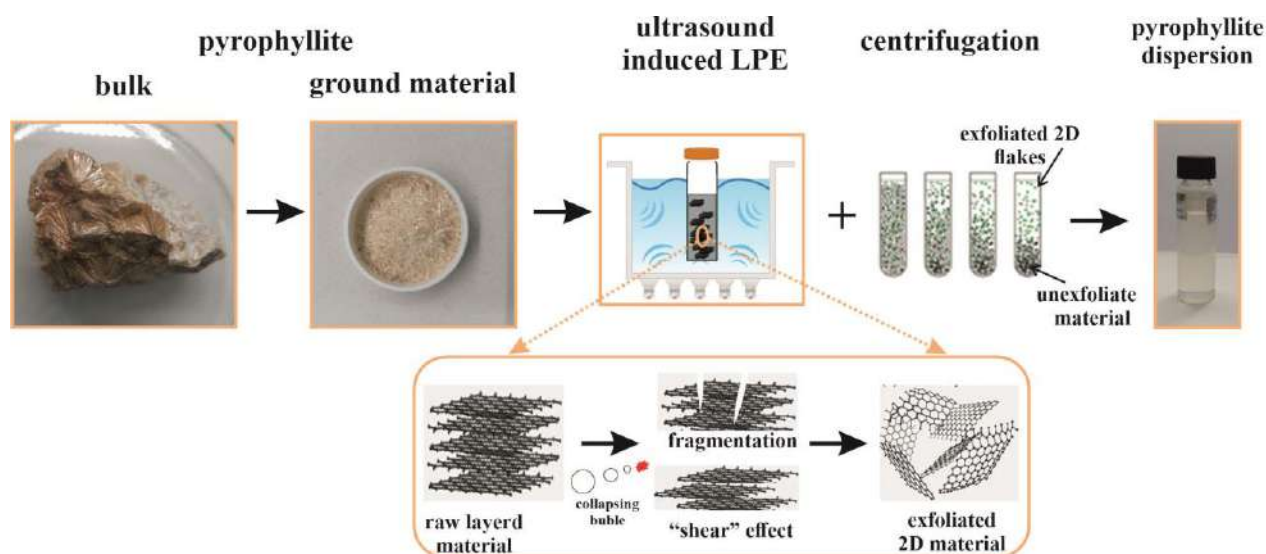 pyrophyllite
bulk
ground material
ultrasound
induced LPE
centrifugation
exfoliated 2D
flakes
unexfoliate
material
pyrophyllite
dispersion
raw layerd
material
collapsing
buble
fragmentation
“shear” effect
exfoliated
2D material